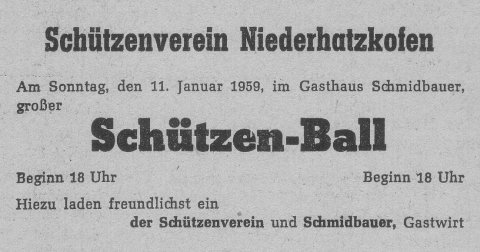 Schützenverein Niederhatzkofen
Am Sonntag, den 11. Januar 1959, im Gasthaus Schmidbauer,
großer
Schützen-Ball
Beginn 18 Uhr Beginn 18 Uhr
Hiezu laden freundlichst ein
der Schützenverein und Schmidbauer, Gastwirt